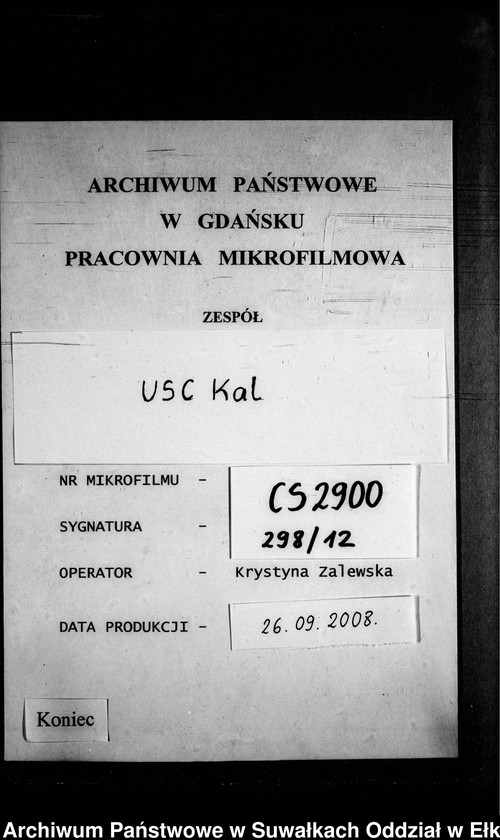 ARCHIWUM PAŃSTWOWE
W GDAŃSKU
PRACOWNIA MIKROFILMOWA
ZESPÓŁ
USC Kal
NR MIKROFILMU - CS2900
SYGNATURA - 298/12
OPERATOR - Krystyna Zalewska
DATA PRODUKCJI - 26.09.2008.
Koniec
Archiwum Państwowe w Suwałkach Oddział w Ełk